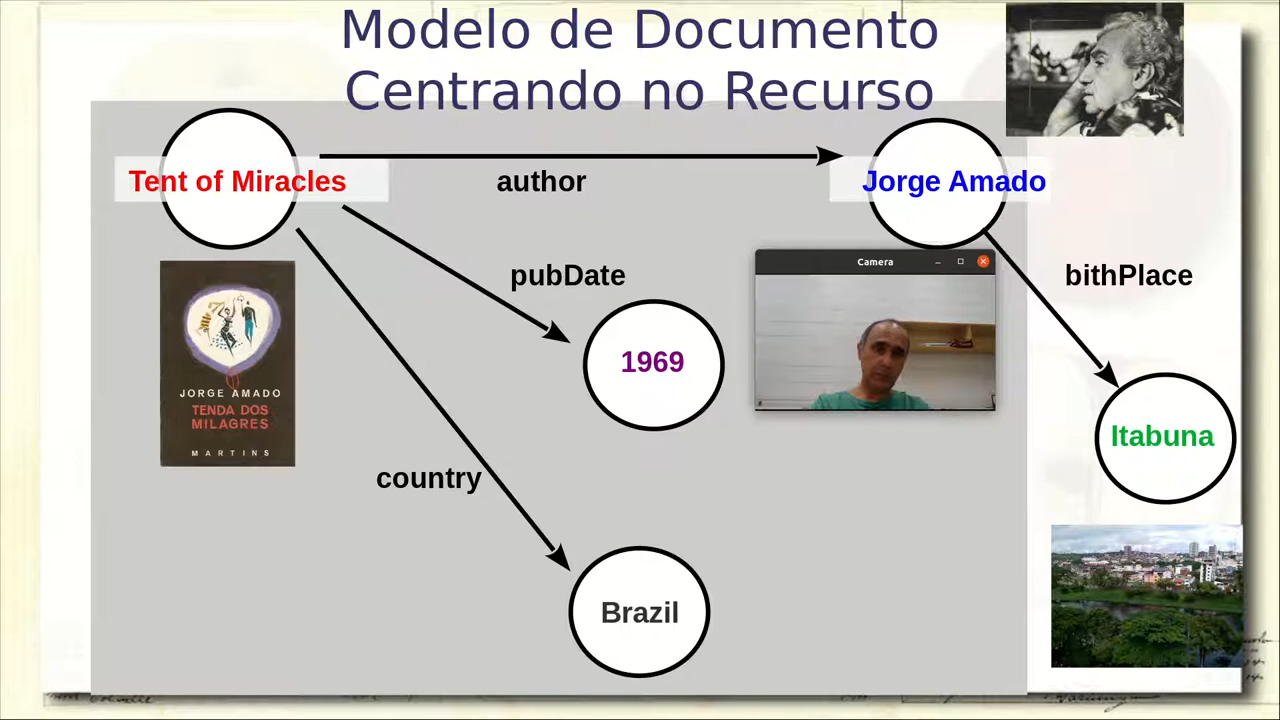 Modelo de Documento
Centrando no Recurso
Tent of Miracles
author
Jorge Amado
pubDate
Camera
bithPlace
1969
JORGE AMADO
TENDA DOS
MILAGRES
MARTINS
Itabuna
country
Brazil